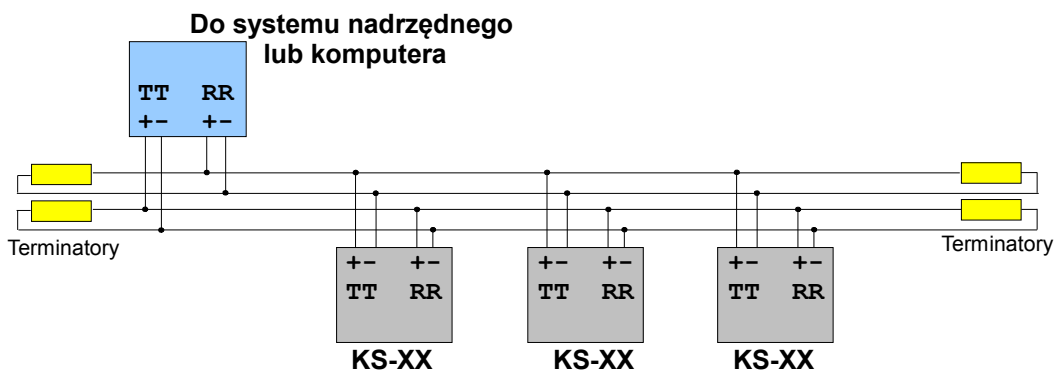 Do systemu nadrzędnego
lub komputera
TT RR
+- +-
Terminatory
Terminatory
+- +-
TT RR
+- +-
TT RR
+- +-
TT RR
KS-XX
KS-XX
KS-XX